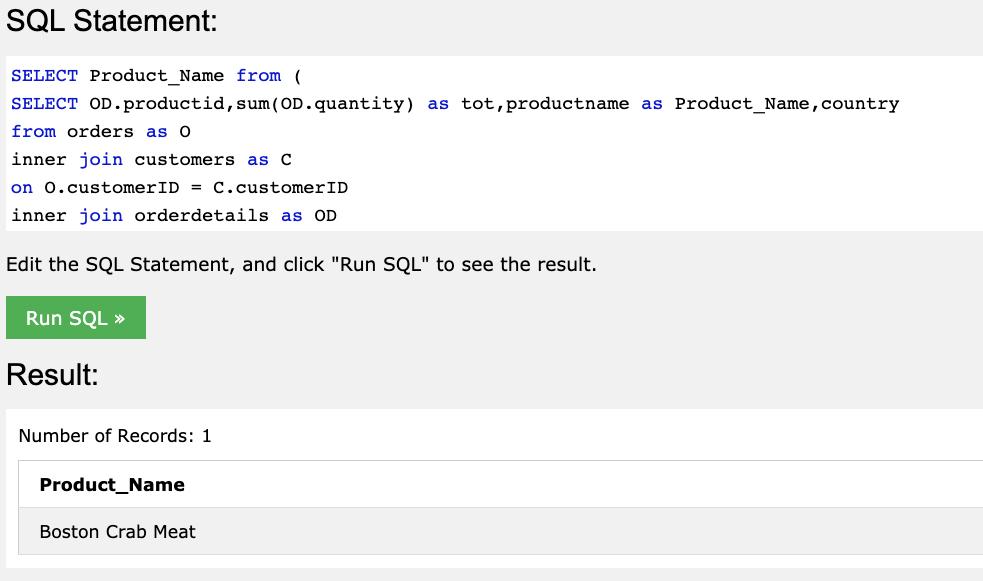 SQL Statement:
SELECT Product_Name from (
SELECT OD.productid,sum(OD.quantity) as tot,productname as Product_Name,country
from orders as O
inner join customers as C
on O.customerID = C.customerID
inner join orderdetails as OD
Edit the SQL Statement, and click "Run SQL" to see the result.
Run SQL »
Result:
Number of Records: 1
Product_Name
Boston Crab Meat